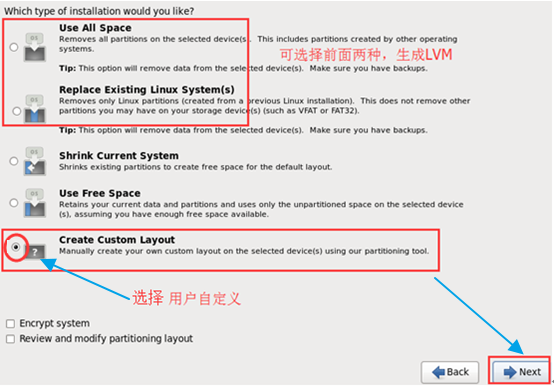 Which type of installation would you like?
Use All Space
Removes all partitions on the selected device(s). This includes partitions created by other operating
systems.
可选择前面两种，生成LVM
Tip: This option will remove data from the selected device(s). Make sure you have backups.
Replace Existing Linux System(s)
Removes only Linux partitions (created from a previous Linux installation). This does not remove other
partitions you may have on your storage device(s) (such as VFAT or FAT32).
Tip: This option will remove data from the selected device(s). Make sure you have backups.
Shrink Current System
Shrinks existing partitions to create free space for the default layout.
Use Free Space
Retains your current data and partitions and uses only the unpartitioned space on the selected device
(s), assuming you have enough free space available.
Create Custom Layout
Manually create your own custom layout on the selected device(s) using our partitioning tool.
选择 用户自定义
Encrypt system
Review and modify partitioning layout
Back Next